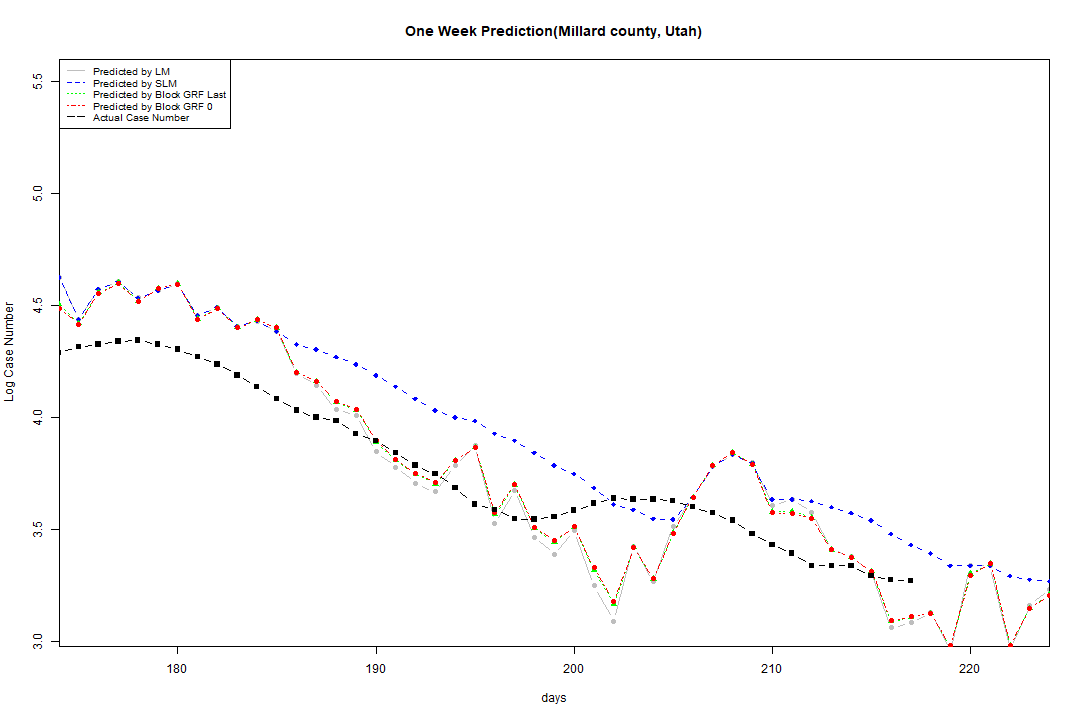 One Week Prediction(Millard county, Utah)
Predicted by LM
Predicted by SLM
Predicted by Block GRF Last
Predicted by Block GRF 0
Actual Case Number
5.5
5.0
4.5
4.0
3.5
3.0
Log Case Number
180 190 200 210 220
days